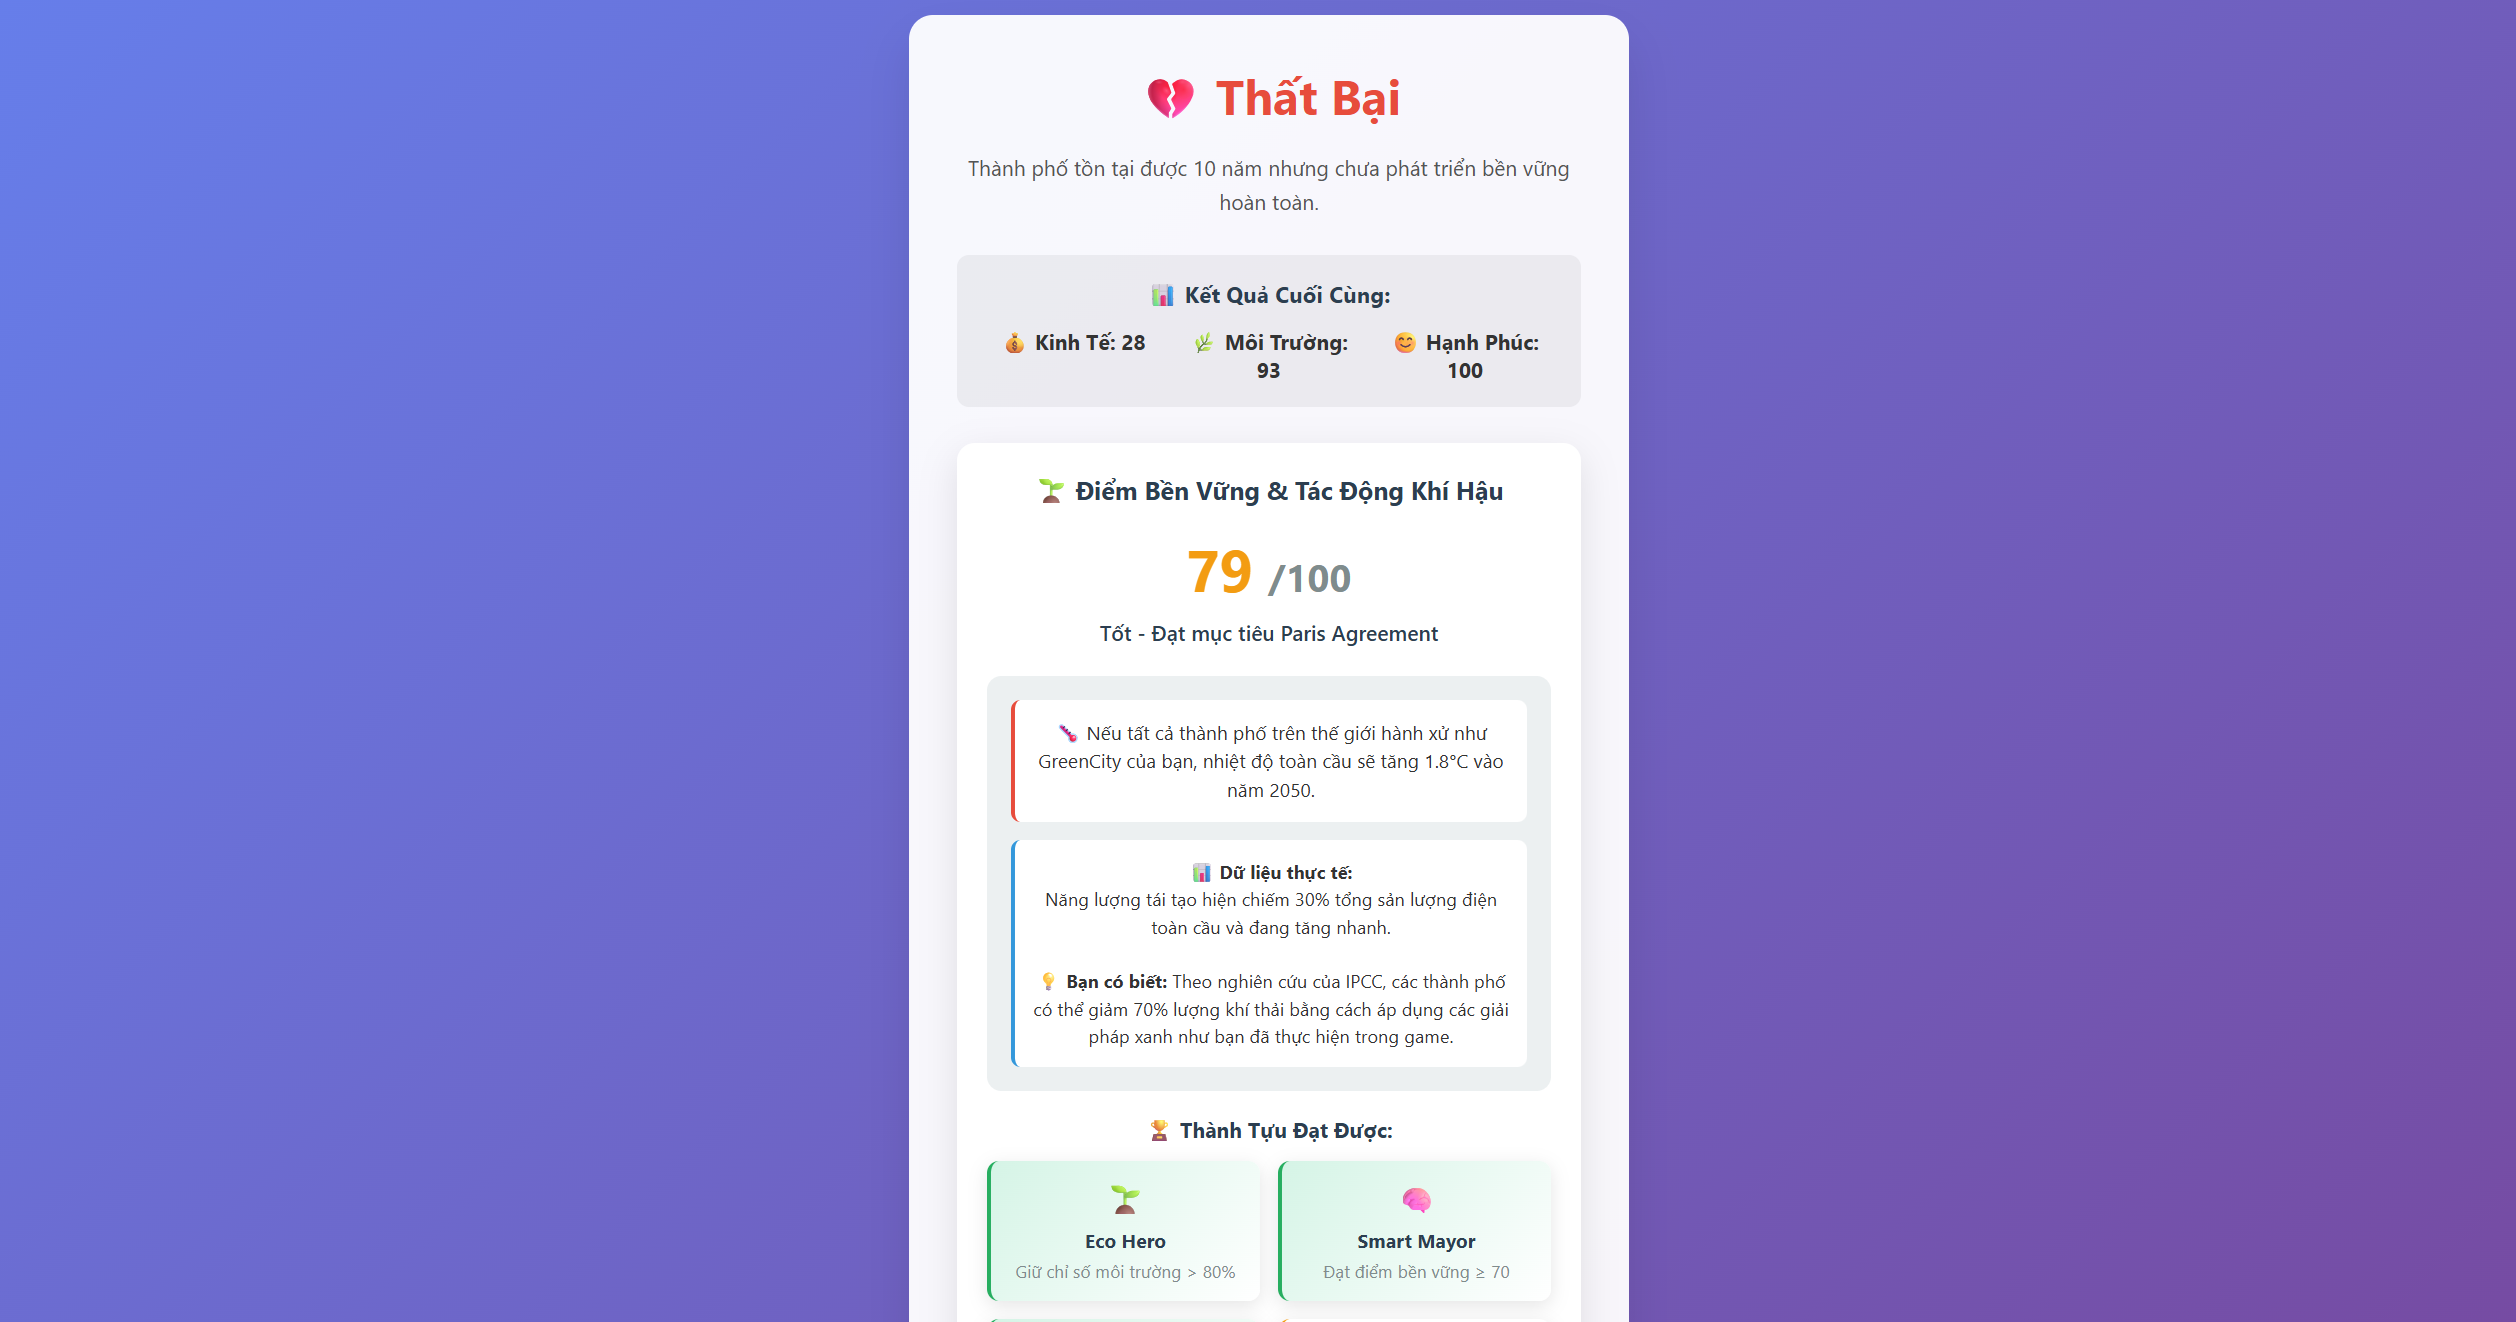 Thất Bại
Thành phố tồn tại được 10 năm nhưng chưa phát triển bền vững
hoàn toàn.
Kết Quả Cuối Cùng:
Kinh Tế: 28
Môi Trường:
93
Hạnh Phúc:
100
Điểm Bền Vững & Tác Động Khí Hậu
79 /100
Tốt - Đạt mục tiêu Paris Agreement
Nếu tất cả thành phố trên thế giới hành xử như
GreenCity của bạn, nhiệt độ toàn cầu sẽ tăng 1.8°C vào
năm 2050.
Dữ liệu thực tế:
Năng lượng tái tạo hiện chiếm 30% tổng sản lượng điện
toàn cầu và đang tăng nhanh.
Bạn có biết: Theo nghiên cứu của IPCC, các thành phố
có thể giảm 70% lượng khí thải bằng cách áp dụng các giải
pháp xanh như bạn đã thực hiện trong game.
Thành Tựu Đạt Được:
Eco Hero
Giữ chỉ số môi trường > 80%
Smart Mayor
Đạt điểm bền vững ≥ 70